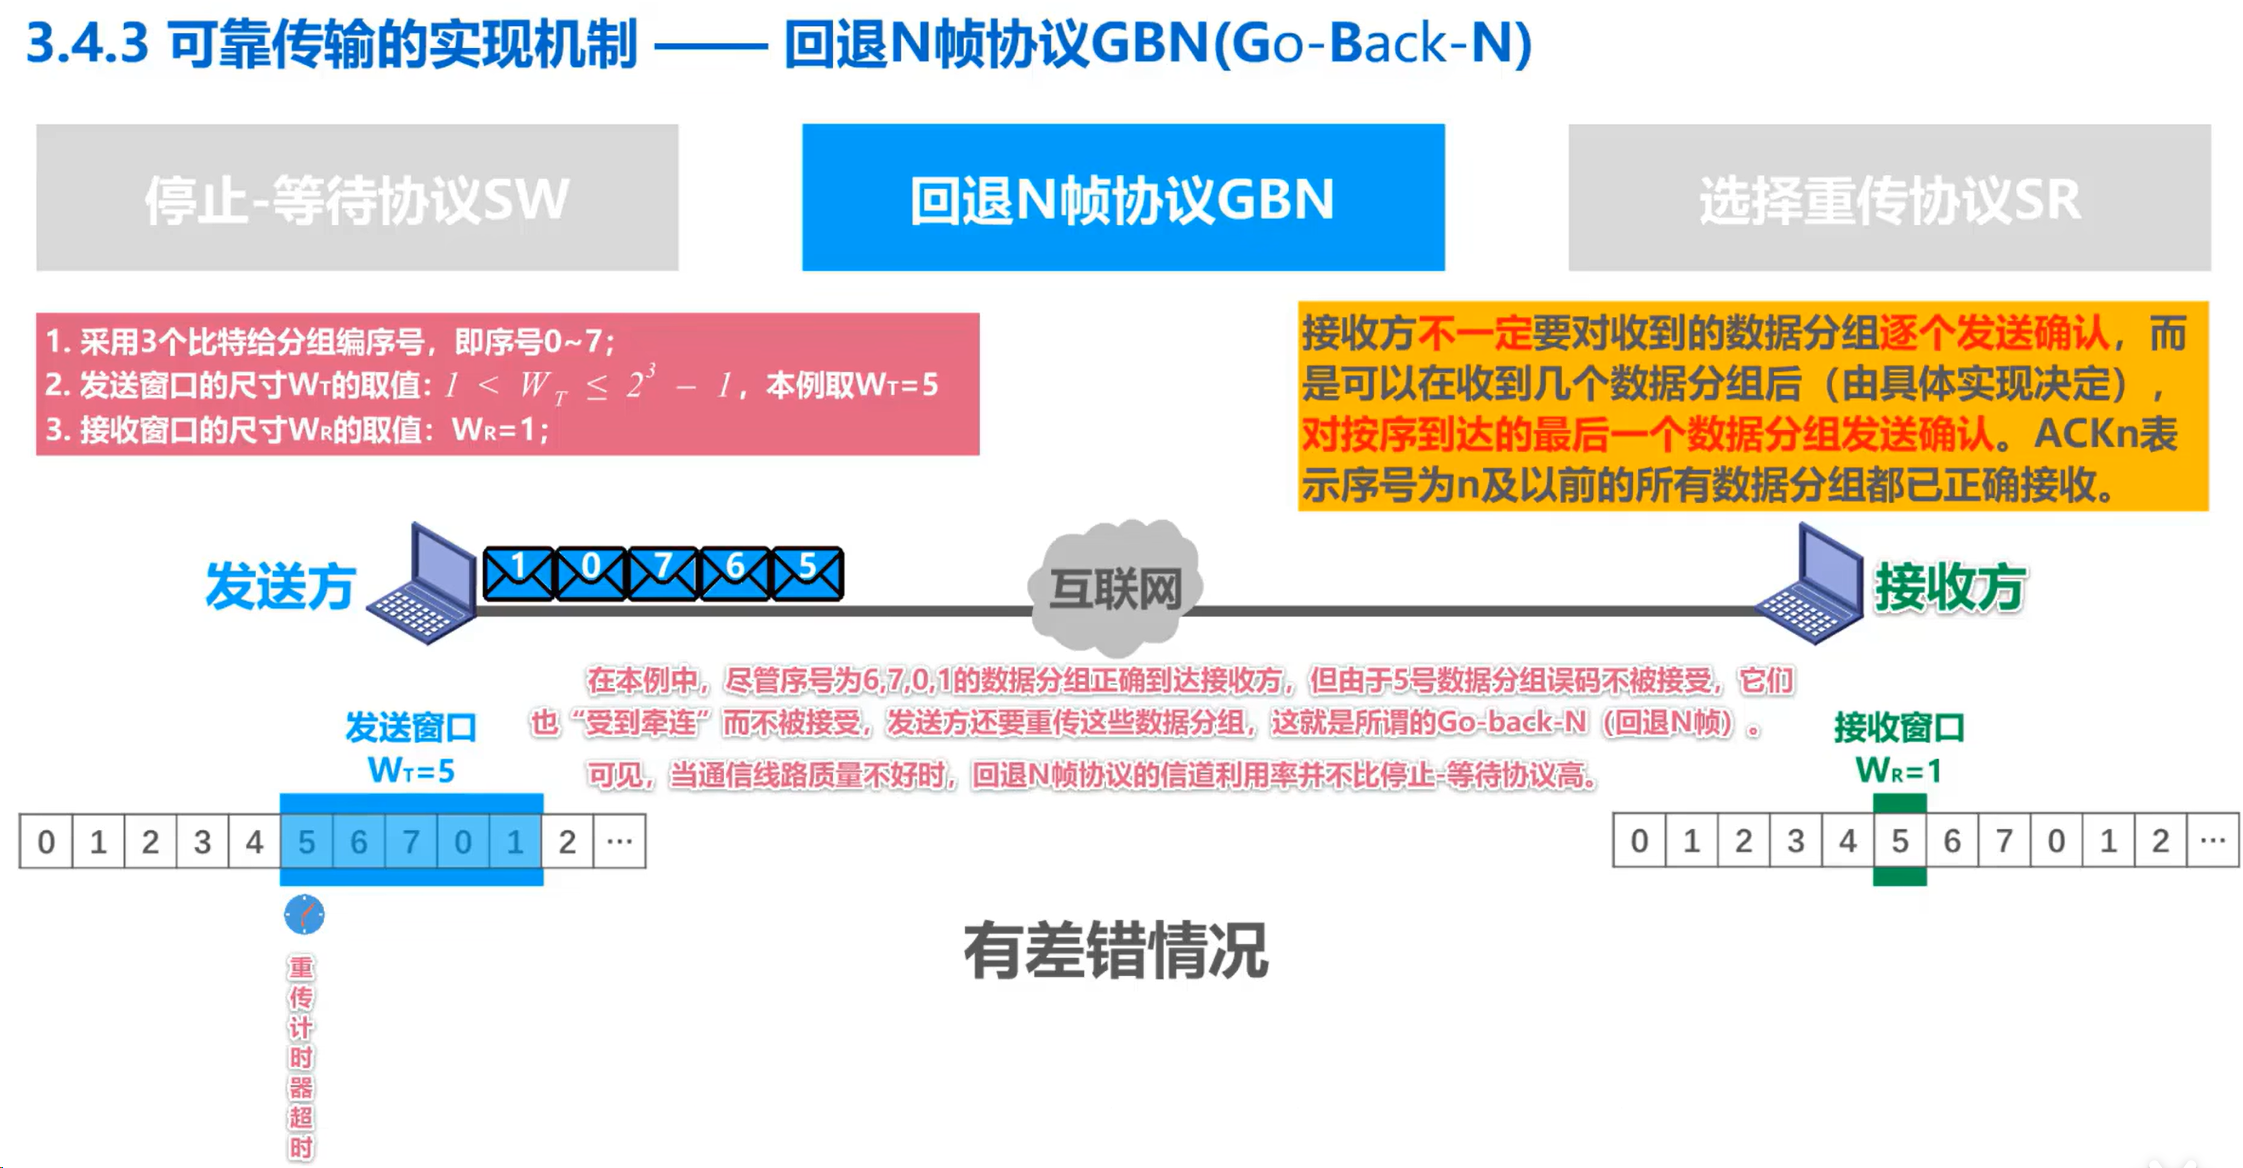 3.4.3 可靠传输的实现机制 —— 回退N帧协议GBN(Go-Back-N)
停止-等待协议SW
回退N帧协议GBN
选择重传协议SR
1. 采用3个比特给分组编序号，即序号0~7；
2. 发送窗口的尺寸WT的取值：1 < W_T ≤ 2^3 − 1，本例取WT=5
3. 接收窗口的尺寸WR的取值：WR=1；
接收方不一定要对收到的数据分组逐个发送确认，而
是可以在收到几个数据分组后（由具体实现决定），
对按序到达的最后一个数据分组发送确认。ACKn表
示序号为n及以前的所有数据分组都已正确接收。
发送方
1 0 7 6 5
互联网
接收方
在本例中，尽管序号为6,7,0,1的数据分组正确到达接收方，但由于5号数据分组误码不被接受，它们
也“受到牵连”而不被接受，发送方还要重传这些数据分组，这就是所谓的Go-back-N（回退N帧）。
可见，当通信线路质量不好时，回退N帧协议的信道利用率并不比停止-等待协议高。
发送窗口
WT=5
0 1 2 3 4 5 6 7 0 1 2 ···
接收窗口
WR=1
0 1 2 3 4 5 6 7 0 1 2 ···
重传计时器超时
有差错情况